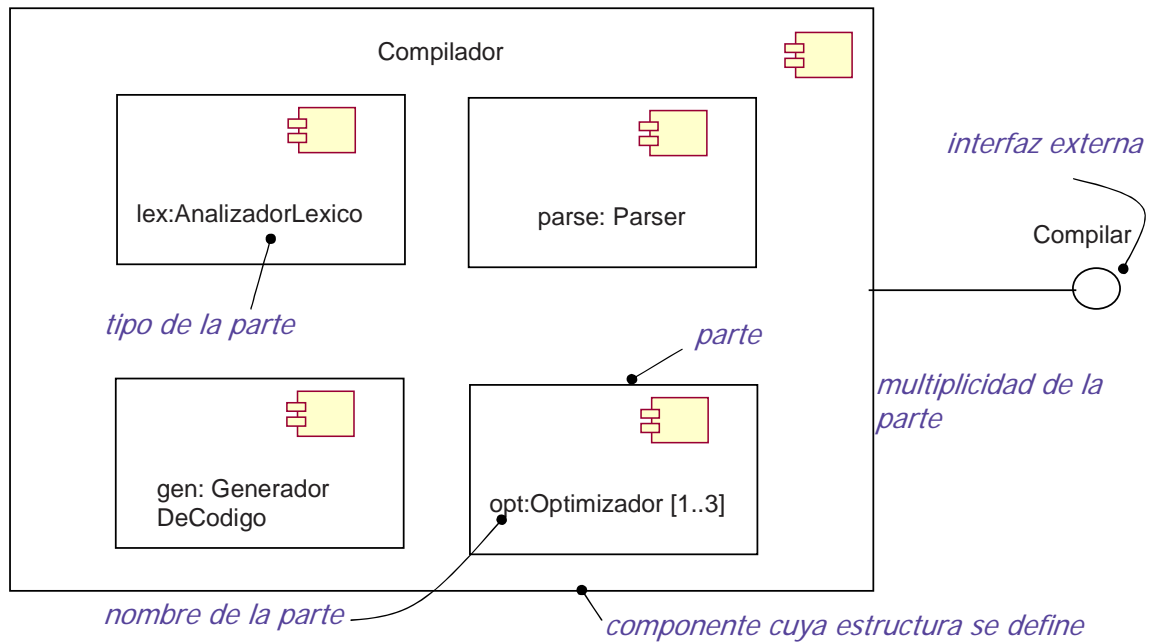 Compilador
interfaz externa
lex:AnalizadorLexico
parse: Parser
Compilar
tipo de la parte
parte
multiplicidad de la
parte
gen: Generador
DeCodigo
opt:Optimizador [1..3]
nombre de la parte
componente cuya estructura se define